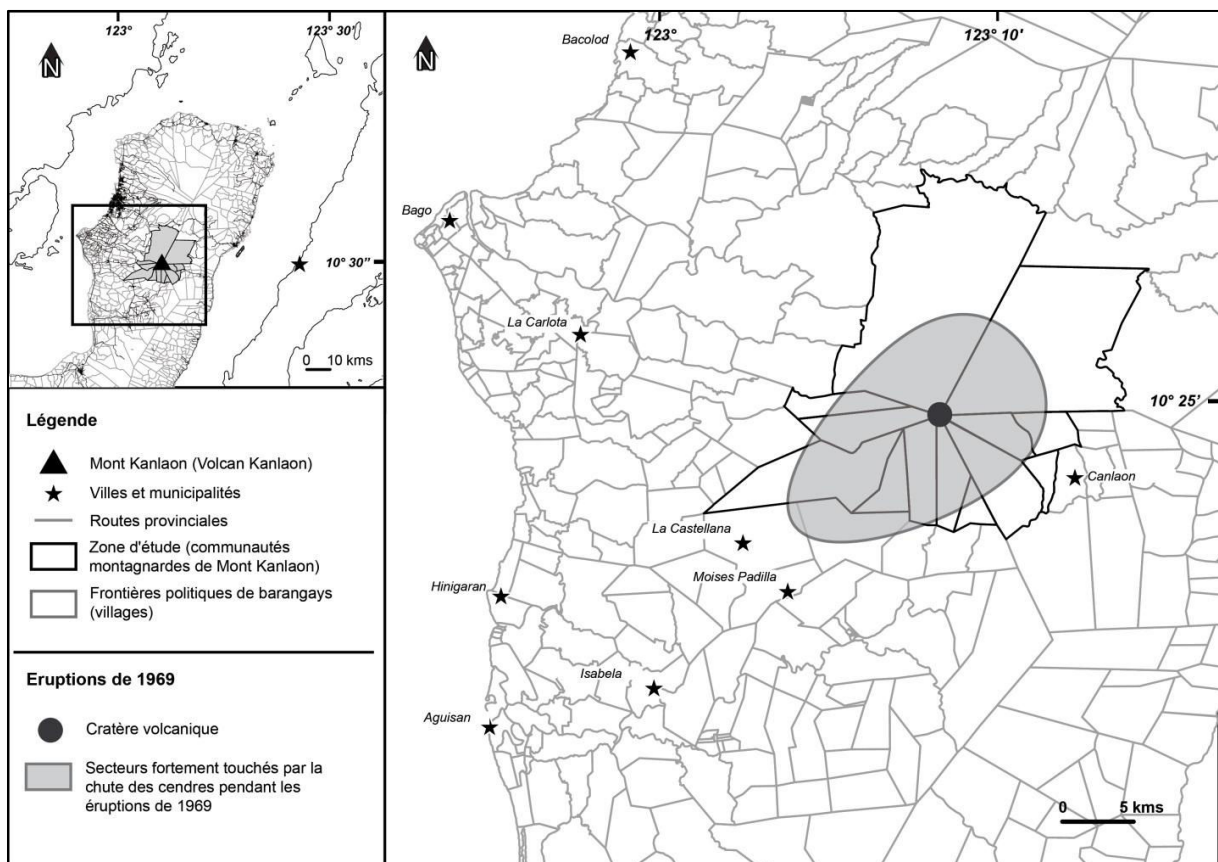 123°
123° 30'
N
10° 30"
0 10 kms
Légende
Mont Kanlaon (Volcan Kanlaon)
Villes et municipalités
Routes provinciales
Zone d'étude (communautés
montagnardes de Mont Kanlaon)
Frontières politiques de barangays
(villages)
Eruptions de 1969
Cratère volcanique
Secteurs fortement touchés par la
chute des cendres pendant les
éruptions de 1969
123°
123° 10'
N
Bacolod
Bago
La Carlota
10° 25'
Canlaon
La Castellana
Moises Padilla
Hinigaran
Isabela
Aguisan
0 5 kms